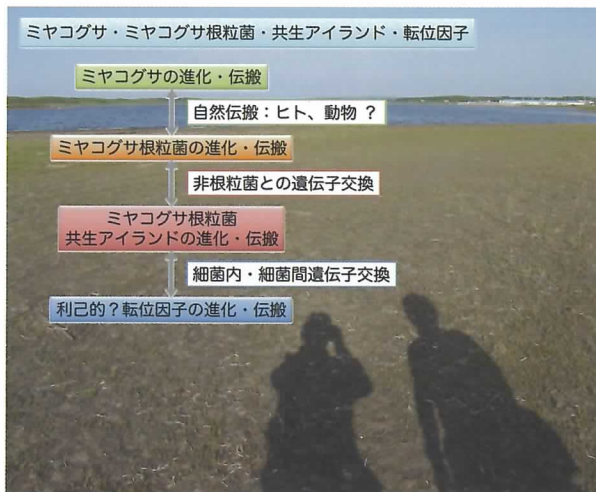 ミヤコグサ・ミヤコグサ根粒菌・共生アイランド・転位因子
ミヤコグサの進化・伝搬
自然伝搬：ヒト、動物 ？
ミヤコグサ根粒菌の進化・伝搬
非根粒菌との遺伝子交換
ミヤコグサ根粒菌
共生アイランドの進化・伝搬
細菌内・細菌間遺伝子交換
利己的？転位因子の進化・伝搬